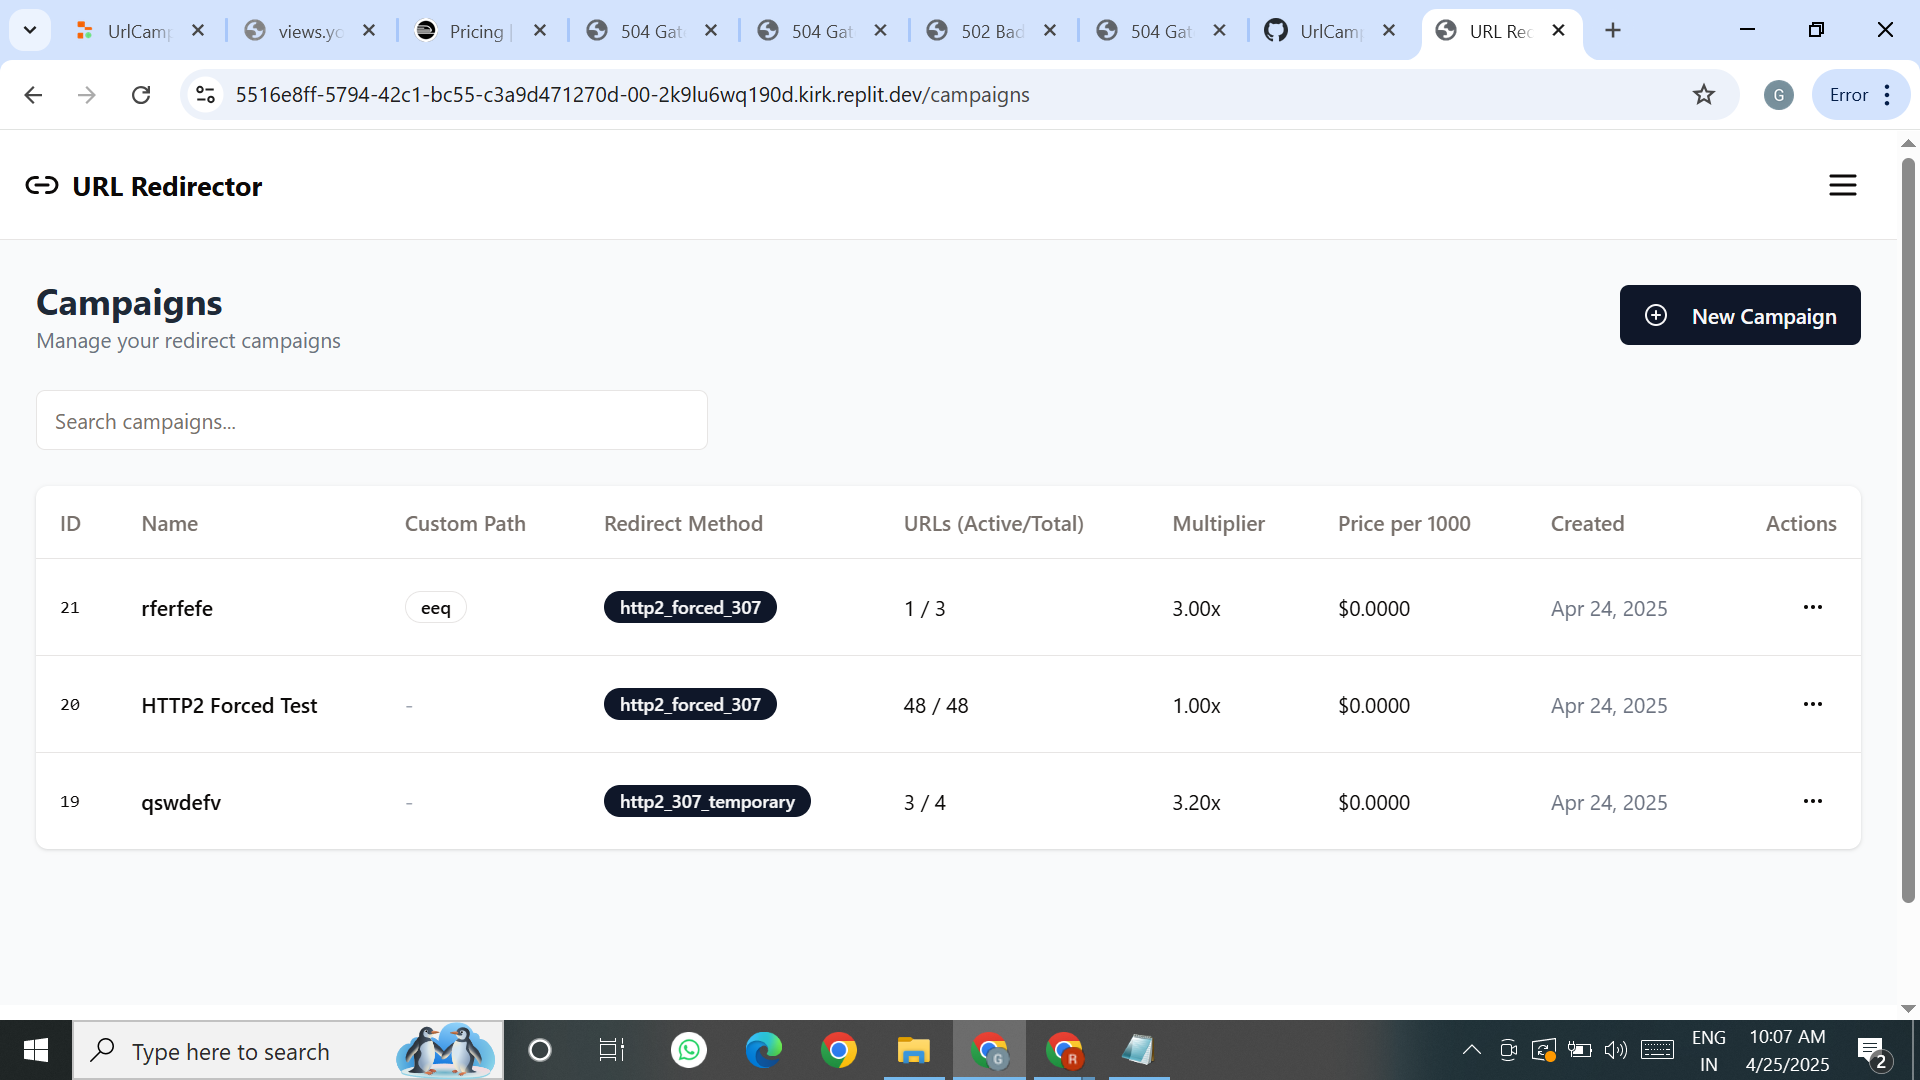 UrlCamp
views.yo
Pricing |
504 Gat
504 Gat
502 Bad
504 Gat
UrlCamp
URL Rec
5516e8ff-5794-42c1-bc55-c3a9d471270d-00-2k9lu6wq190d.kirk.replit.dev/campaigns
G
Error
URL Redirector
Campaigns
Manage your redirect campaigns
New Campaign
Search campaigns...
ID Name Custom Path Redirect Method URLs (Active/Total) Multiplier Price per 1000 Created Actions
21 rferfefe eeq http2_forced_307 1 / 3 3.00x $0.0000 Apr 24, 2025 ...
20 HTTP2 Forced Test - http2_forced_307 48 / 48 1.00x $0.0000 Apr 24, 2025 ...
19 qswdefv - http2_307_temporary 3 / 4 3.20x $0.0000 Apr 24, 2025 ...
Type here to search
G
R
ENG
IN
10:07 AM
4/25/2025
2